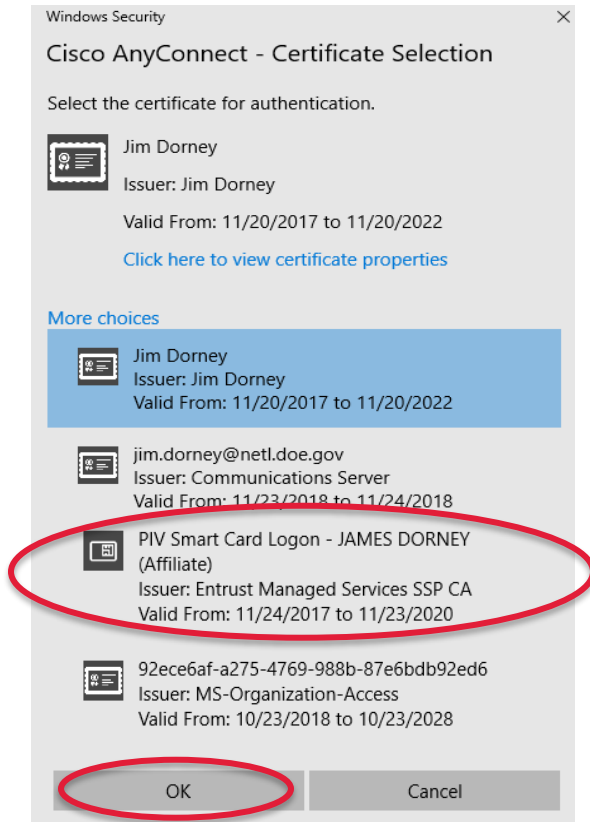 Windows Security
Cisco AnyConnect - Certificate Selection
Select the certificate for authentication.
Jim Dorney
Issuer: Jim Dorney
Valid From: 11/20/2017 to 11/20/2022
Click here to view certificate properties
More choices
Jim Dorney
Issuer: Jim Dorney
Valid From: 11/20/2017 to 11/20/2022
jim.dorney@netl.doe.gov
Issuer: Communications Server
Valid From: 11/23/2018 to 11/24/2018
PIV Smart Card Logon - JAMES DORNEY
(Affiliate)
Issuer: Entrust Managed Services SSP CA
Valid From: 11/24/2017 to 11/23/2020
92ece6af-a275-4769-988b-87e6bdb92ed6
Issuer: MS-Organization-Access
Valid From: 10/23/2018 to 10/23/2028
OK
Cancel